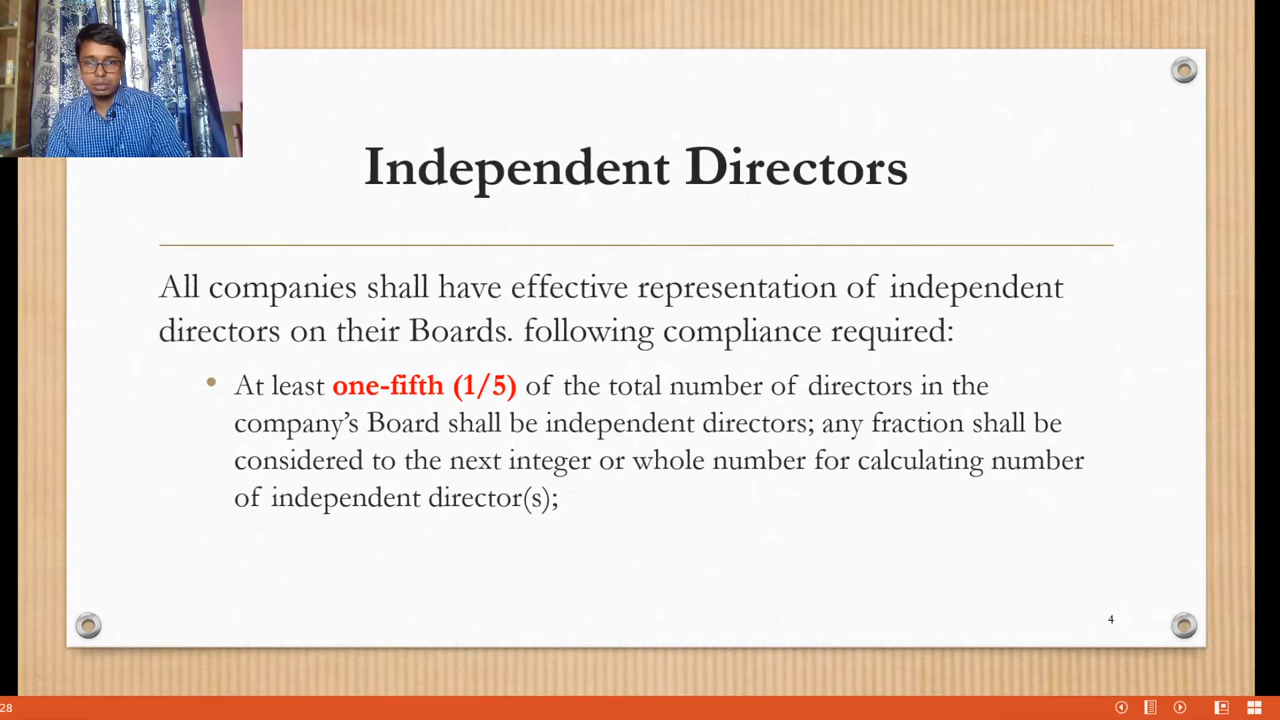 Independent Directors
All companies shall have effective representation of independent
directors on their Boards. following compliance required:
• At least one-fifth (1/5) of the total number of directors in the
company’s Board shall be independent directors; any fraction shall be
considered to the next integer or whole number for calculating number
of independent director(s);
4
28